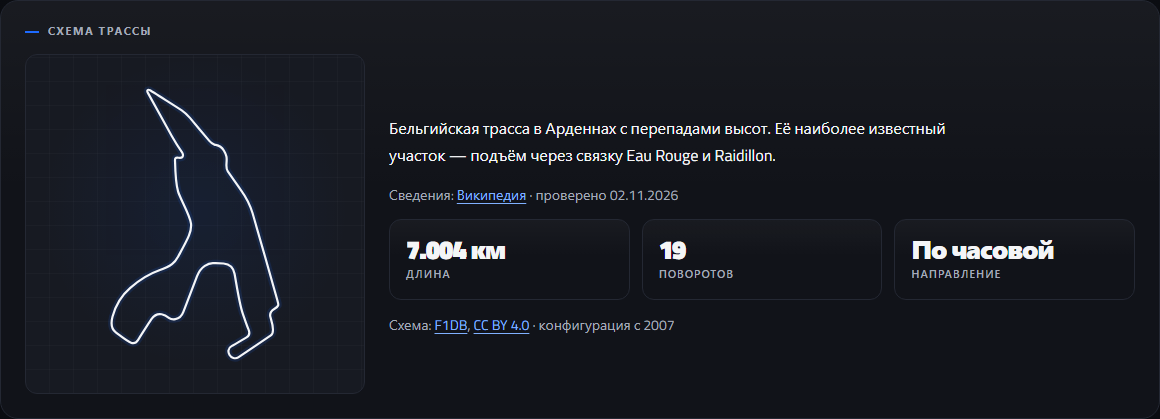 СХЕМА ТРАССЫ
Бельгийская трасса в Арденнах с перепадами высот. Её наиболее известный
участок — подъём через связку Eau Rouge и Raidillon.
Сведения: Википедия · проверено 02.11.2026
7.004 км
ДЛИНА
19
ПОВОРОТОВ
По часовой
НАПРАВЛЕНИЕ
Схема: F1DB, CC BY 4.0 · конфигурация с 2007